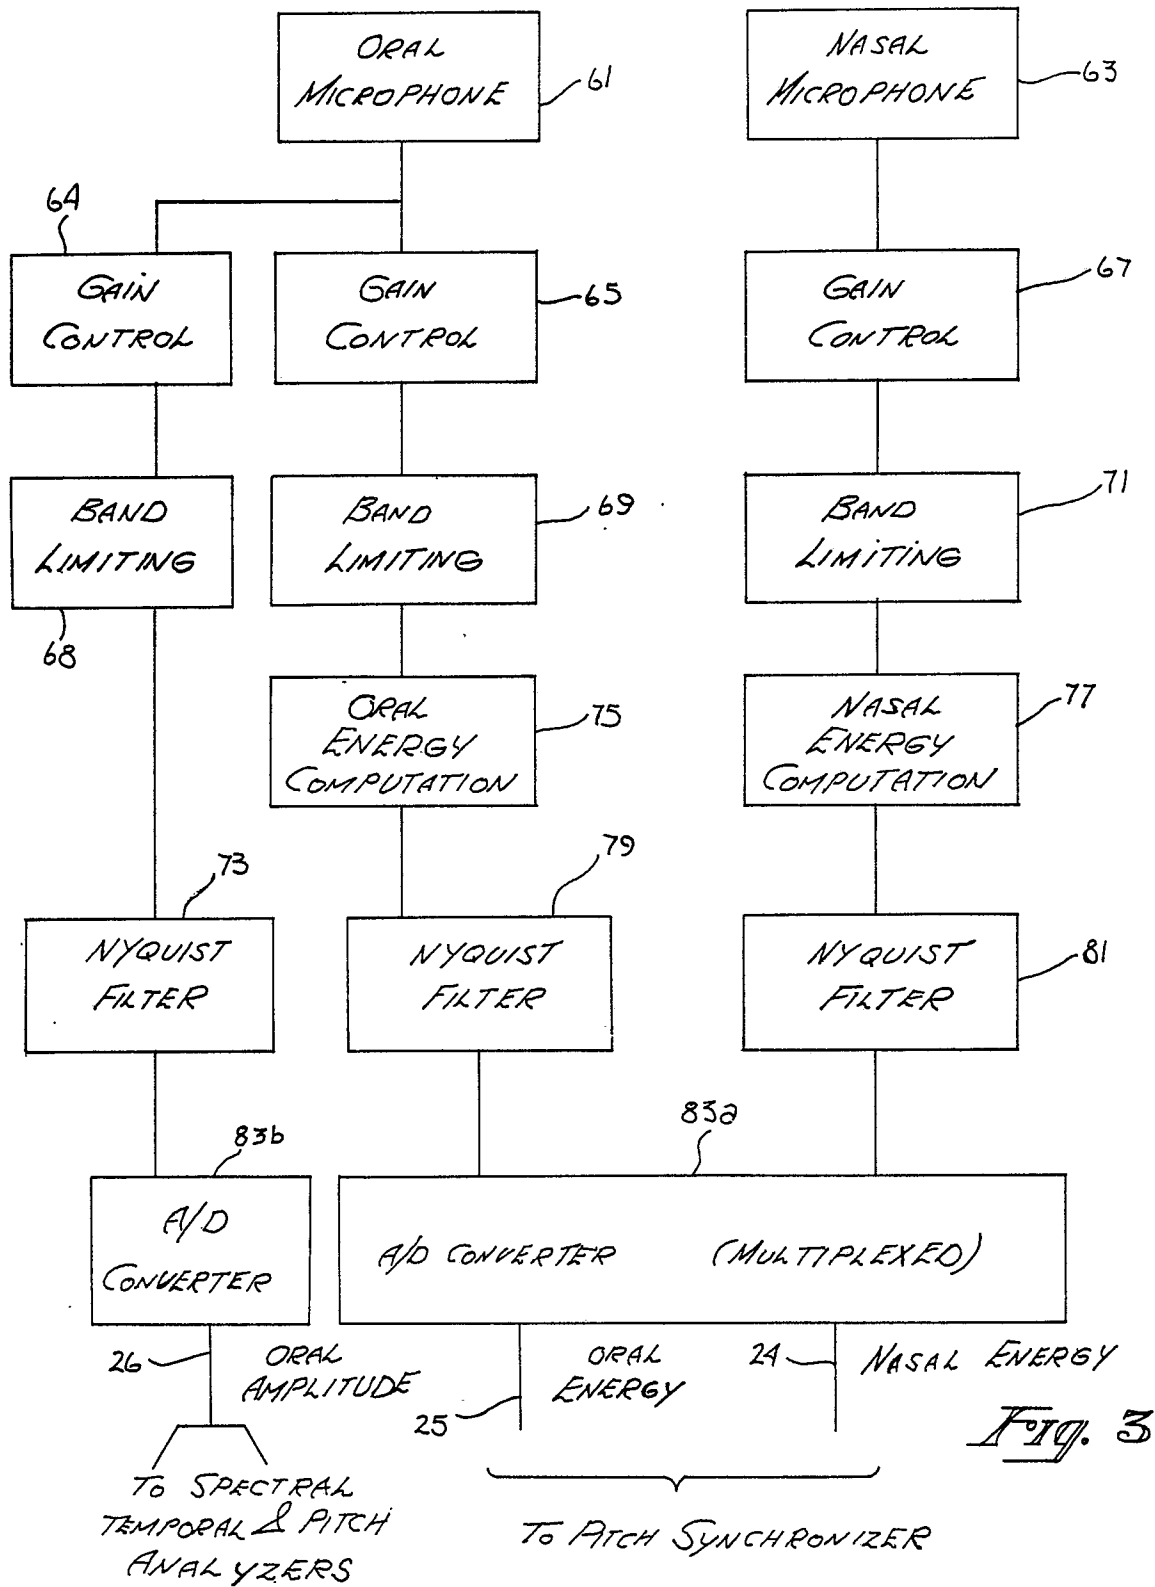 ORAL
MICROPHONE
61
NASAL
MICROPHONE
63
64
GAIN
CONTROL
GAIN
CONTROL
65
GAIN
CONTROL
67
BAND
LIMITING
68
BAND
LIMITING
69
BAND
LIMITING
71
ORAL
ENERGY
COMPUTATION
75
NASAL
ENERGY
COMPUTATION
77
73
NYQUIST
FILTER
79
NYQUIST
FILTER
NYQUIST
FILTER
81
83b
A/D
CONVERTER
83a
A/D CONVERTER (MULTIPLEXED)
26
ORAL
AMPLITUDE
25
ORAL
ENERGY
24
NASAL ENERGY
TO SPECTRAL
TEMPORAL & PITCH
ANALYZERS
TO PITCH SYNCHRONIZER
Fig. 3